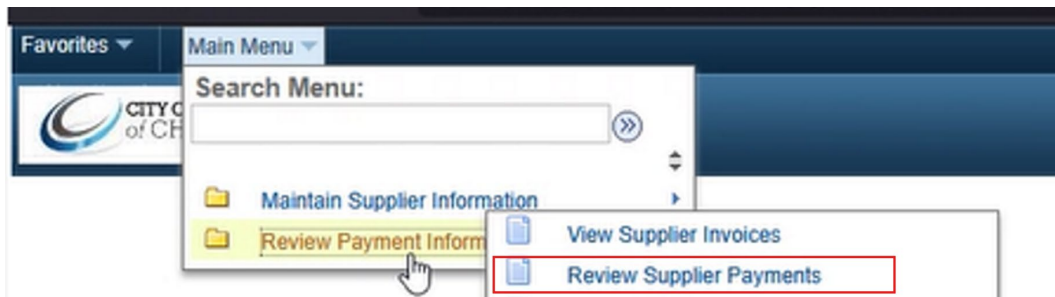 Favorites
Main Menu
Search Menu:
CITY C
of CH
Maintain Supplier Information
Review Payment Inform
View Supplier Invoices
Review Supplier Payments